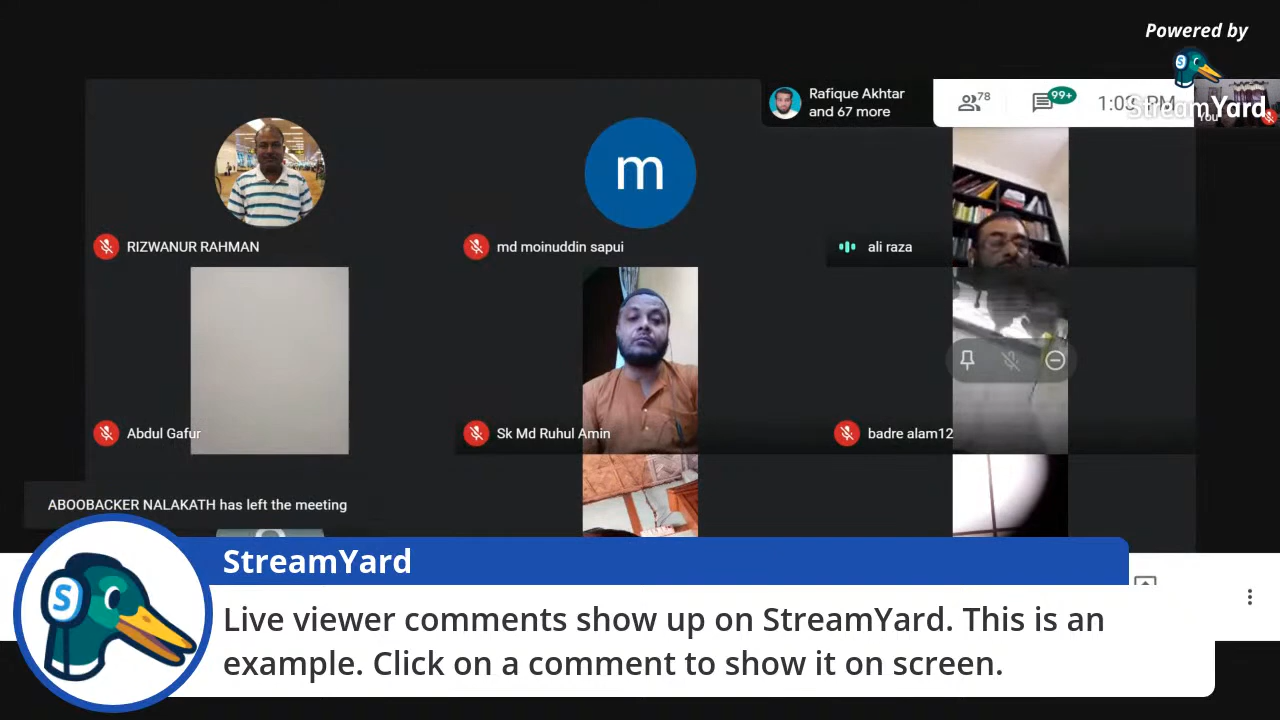 Powered by
StreamYard
Rafique Akhtar
and 67 more
78
99+
PM
You
m
RIZWANUR RAHMAN
md moinuddin sapui
ali raza
Abdul Gafur
Sk Md Ruhul Amin
badre alam12
ABOOBACKER NALAKATH has left the meeting
S
StreamYard
Live viewer comments show up on StreamYard. This is an
example. Click on a comment to show it on screen.